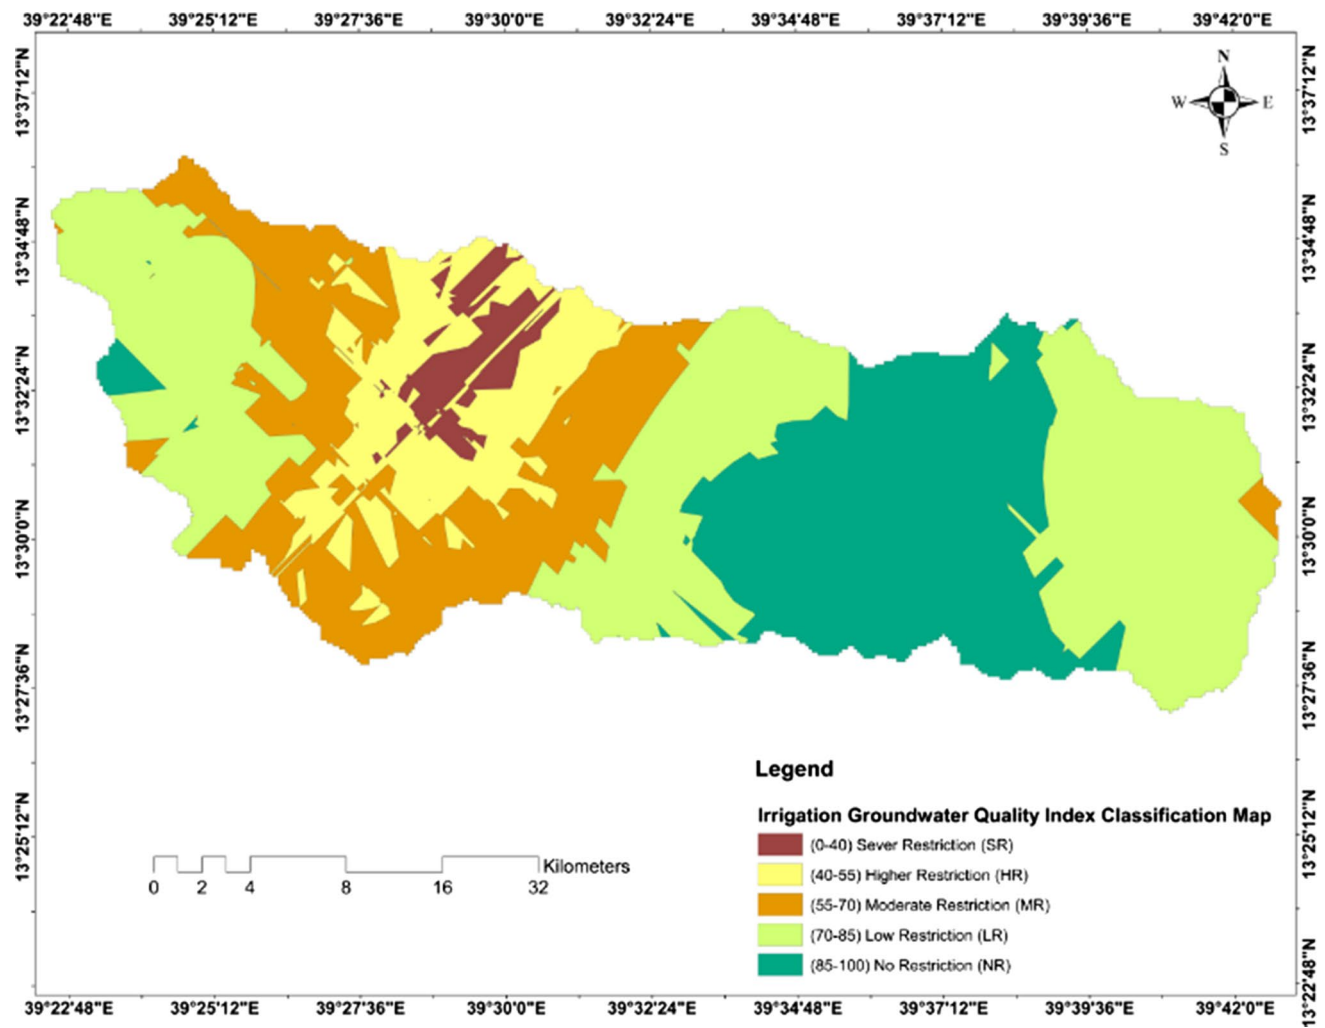 39°22'48"E 39°25'12"E 39°27'36"E 39°30'0"E 39°32'24"E 39°34'48"E 39°37'12"E 39°39'36"E 39°42'0"E
13°37'12"N
13°34'48"N
13°32'24"N
13°30'0"N
13°27'36"N
13°25'12"N
13°22'48"N
N
W E
S
13°37'12"N
13°34'48"N
13°32'24"N
13°30'0"N
13°27'36"N
13°25'12"N
Legend
Irrigation Groundwater Quality Index Classification Map
(0-40) Sever Restriction (SR)
(40-55) Higher Restriction (HR)
(55-70) Moderate Restriction (MR)
(70-85) Low Restriction (LR)
(85-100) No Restriction (NR)
Kilometers
0 2 4 8 16 32
39°22'48"E 39°25'12"E 39°27'36"E 39°30'0"E 39°32'24"E 39°34'48"E 39°37'12"E 39°39'36"E 39°42'0"E